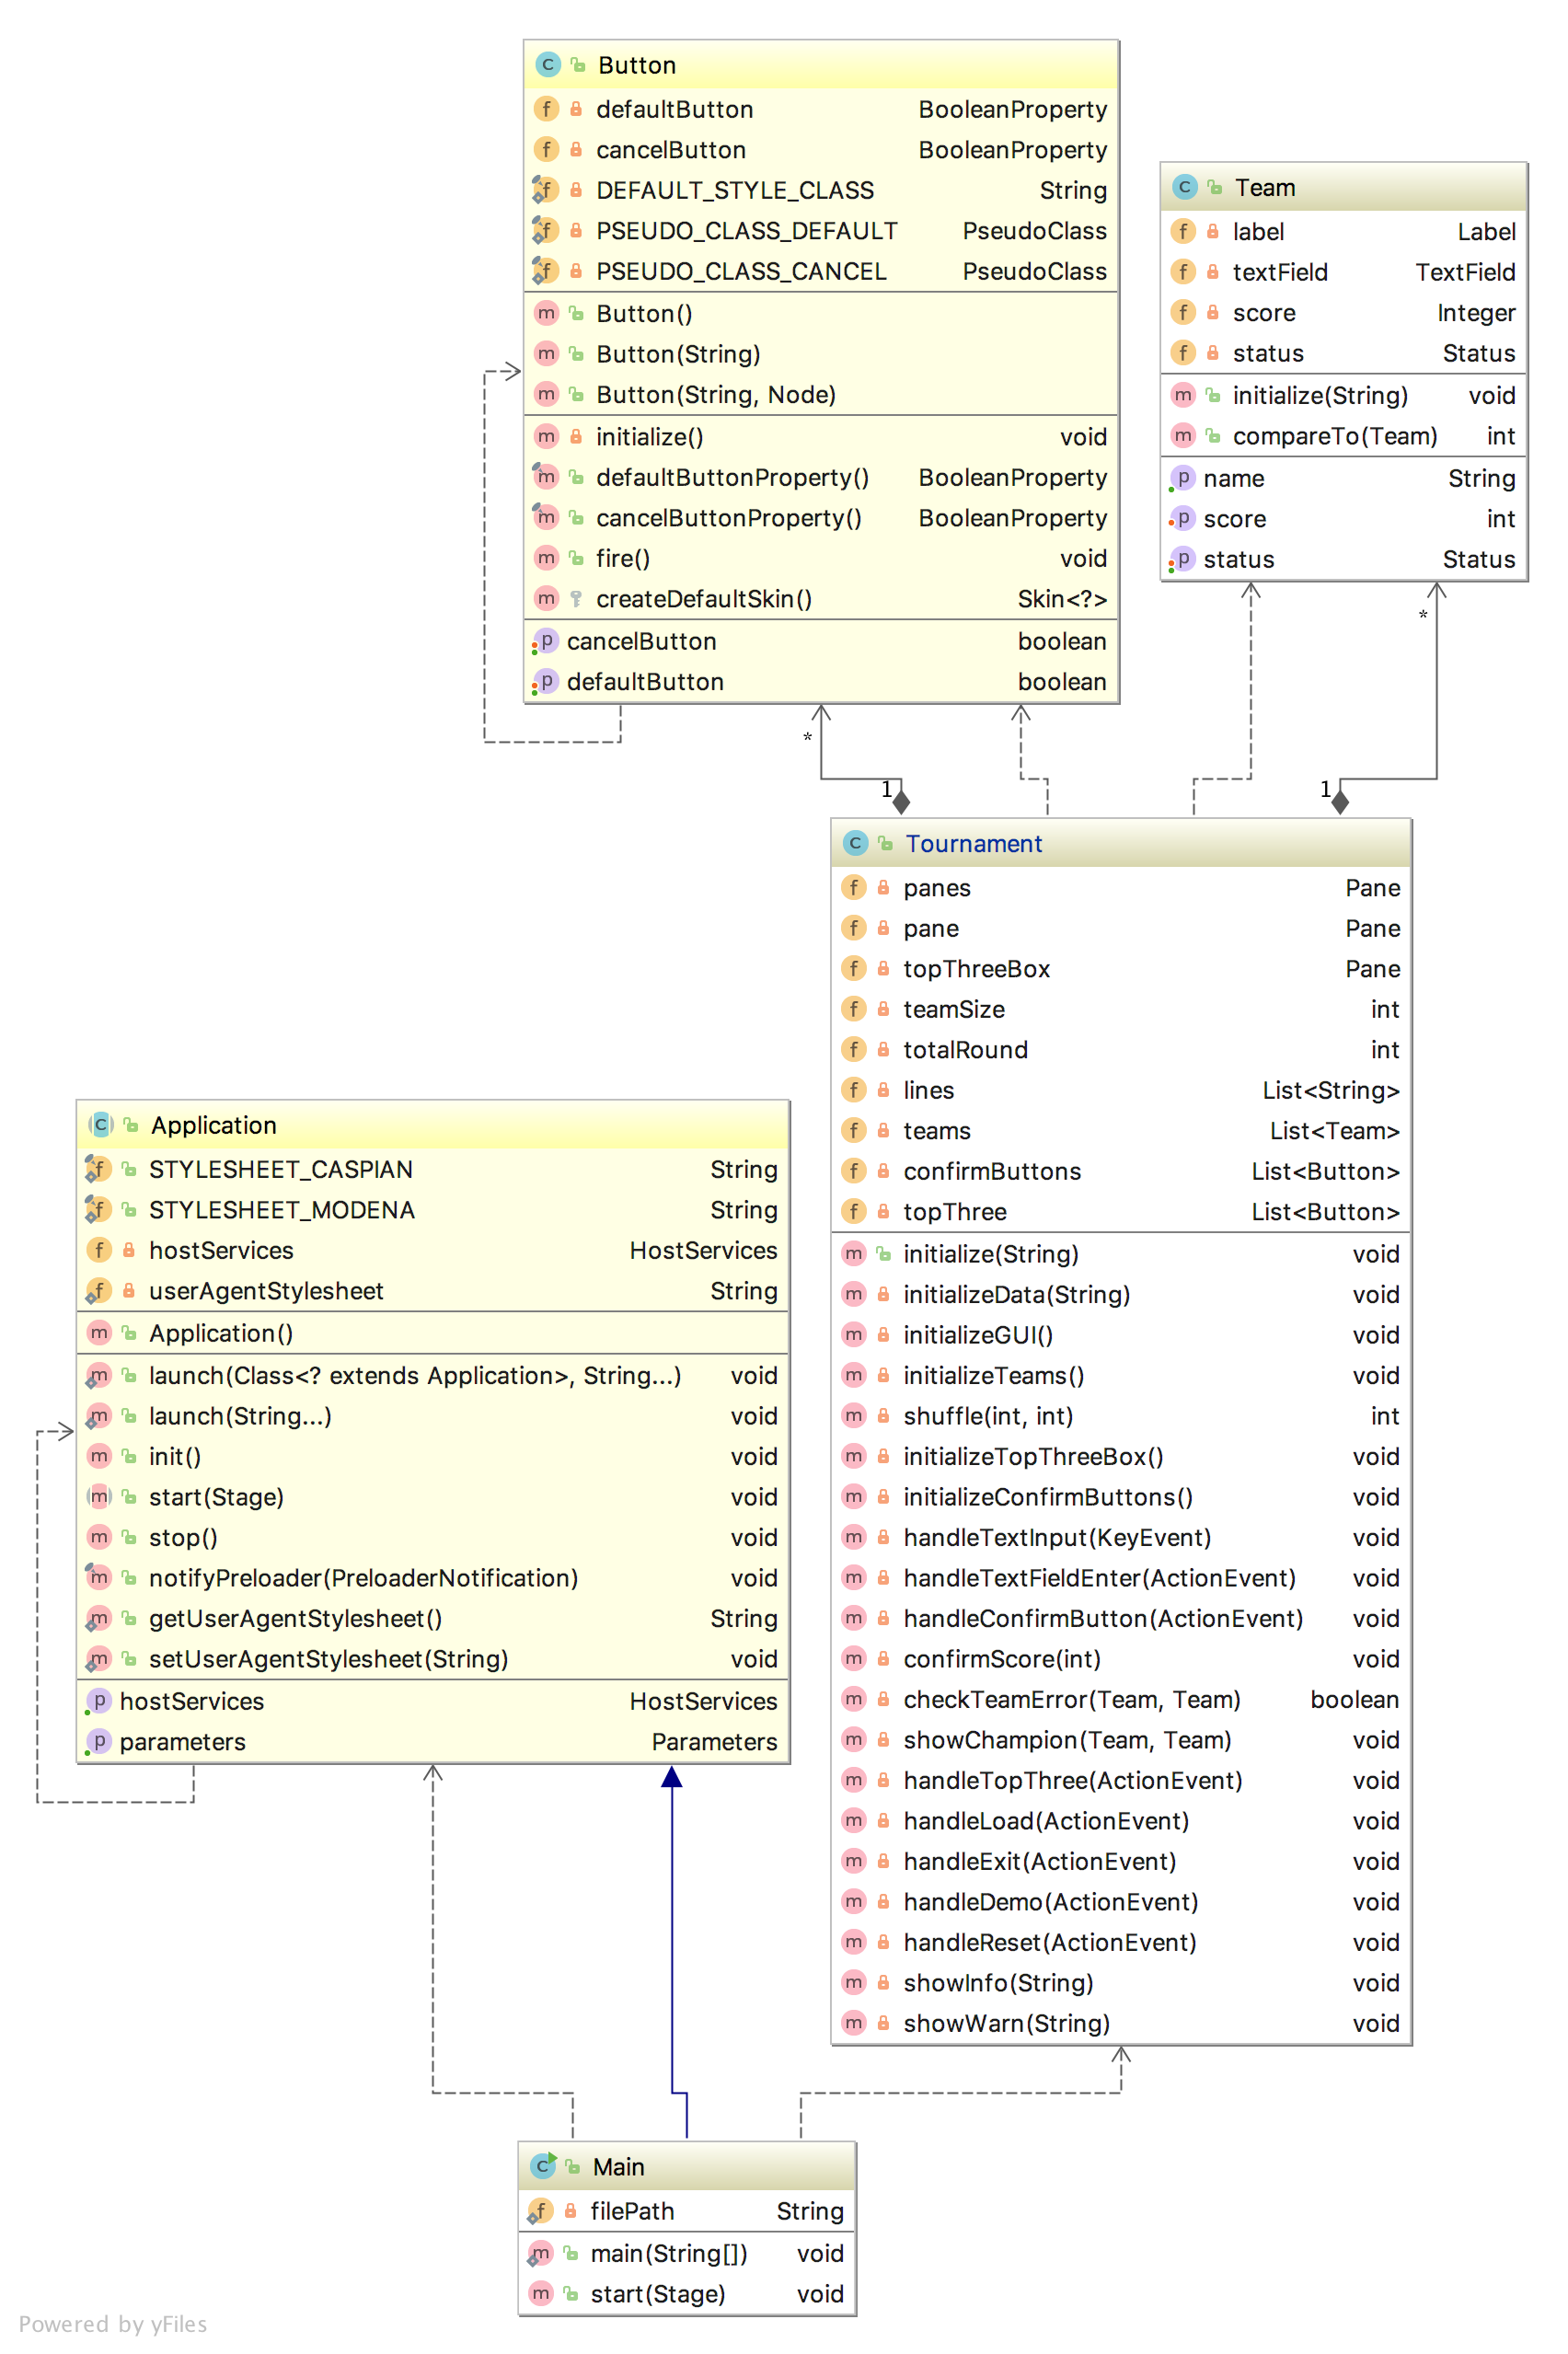 Button
defaultButton BooleanProperty
cancelButton BooleanProperty
DEFAULT_STYLE_CLASS String
PSEUDO_CLASS_DEFAULT PseudoClass
PSEUDO_CLASS_CANCEL PseudoClass
Button()
Button(String)
Button(String, Node)
initialize() void
defaultButtonProperty() BooleanProperty
cancelButtonProperty() BooleanProperty
fire() void
createDefaultSkin() Skin<?>
cancelButton boolean
defaultButton boolean
Team
label Label
textField TextField
score Integer
status Status
initialize(String) void
compareTo(Team) int
name String
score int
status Status
*
1
*
1
Tournament
panes Pane
pane Pane
topThreeBox Pane
teamSize int
totalRound int
lines List<String>
teams List<Team>
confirmButtons List<Button>
topThree List<Button>
initialize(String) void
initializeData(String) void
initializeGUI() void
initializeTeams() void
shuffle(int, int) int
initializeTopThreeBox() void
initializeConfirmButtons() void
handleTextInput(KeyEvent) void
handleTextFieldEnter(ActionEvent) void
handleConfirmButton(ActionEvent) void
confirmScore(int) void
checkTeamError(Team, Team) boolean
showChampion(Team, Team) void
handleTopThree(ActionEvent) void
handleLoad(ActionEvent) void
handleExit(ActionEvent) void
handleDemo(ActionEvent) void
handleReset(ActionEvent) void
showInfo(String) void
showWarn(String) void
Application
STYLESHEET_CASPIAN String
STYLESHEET_MODENA String
hostServices HostServices
userAgentStylesheet String
Application()
launch(Class<? extends Application>, String...) void
launch(String...) void
init() void
start(Stage) void
stop() void
notifyPreloader(PreloaderNotification) void
getUserAgentStylesheet() String
setUserAgentStylesheet(String) void
hostServices HostServices
parameters Parameters
Main
filePath String
main(String[]) void
start(Stage) void
Powered by yFiles